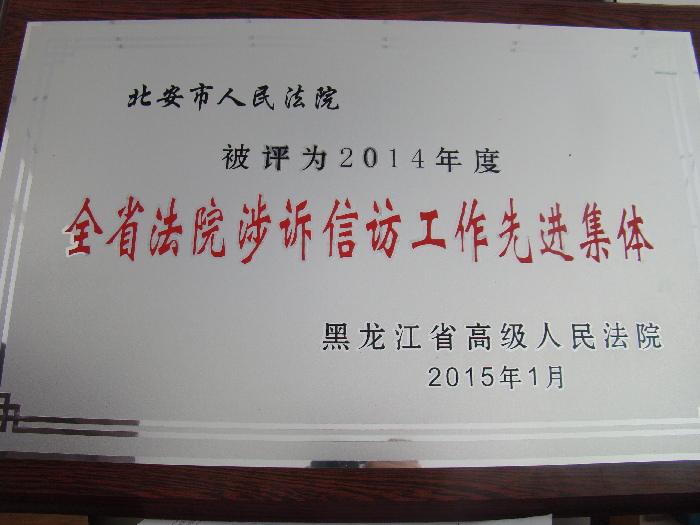 北安市人民法院
被评为2014年度
全省法院涉诉信访工作先进集体
黑龙江省高级人民法院
2015年1月